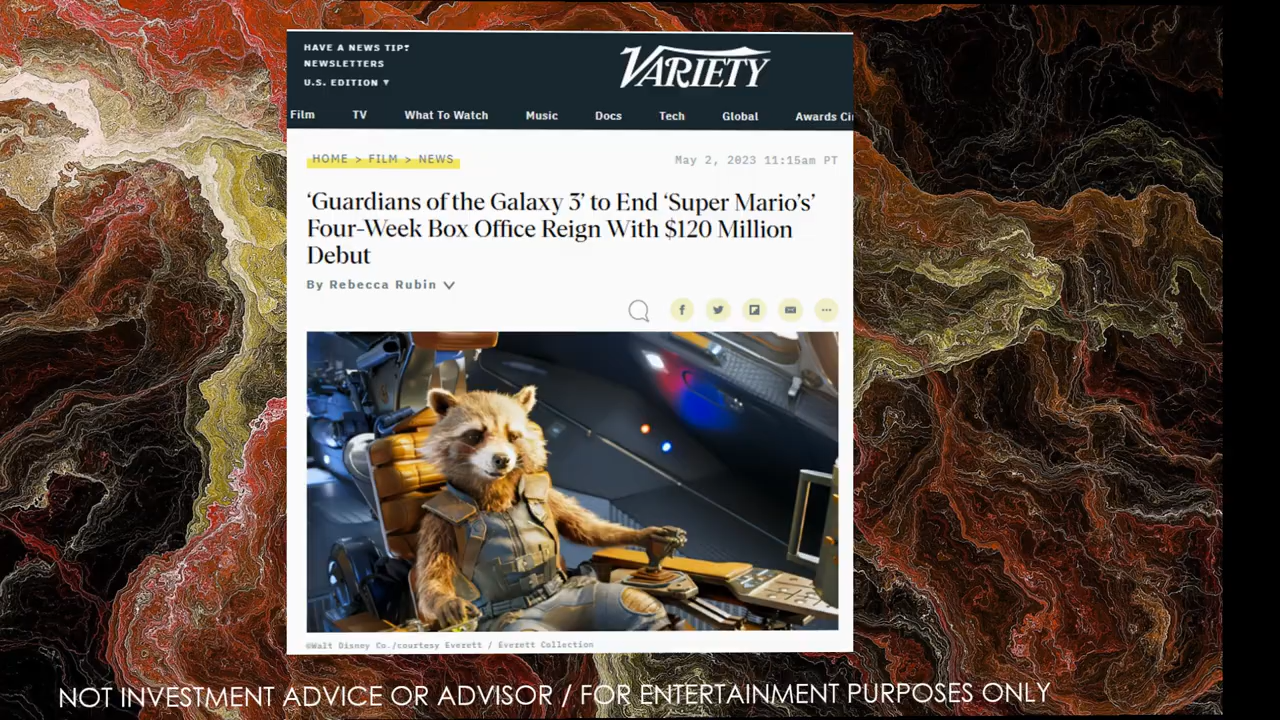 HAVE A NEWS TIP?
NEWSLETTERS
U.S. EDITION
VARIETY
Film TV What To Watch Music Docs Tech Global Awards Ci
HOME > FILM > NEWS
May 2, 2023 11:15am PT
‘Guardians of the Galaxy 3’ to End ‘Super Mario’s’
Four-Week Box Office Reign With $120 Million
Debut
By Rebecca Rubin
©Walt Disney Co./courtesy Everett / Everett Collection
NOT INVESTMENT ADVICE OR ADVISOR / FOR ENTERTAINMENT PURPOSES ONLY